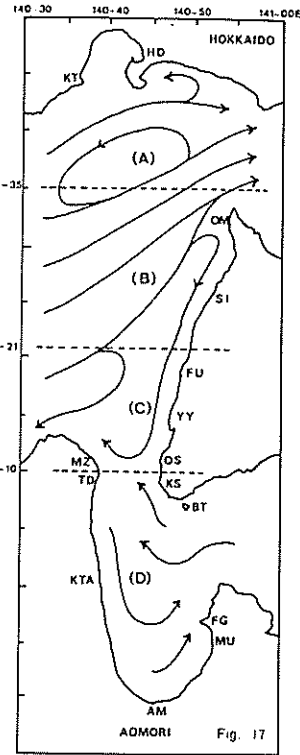 140-30 140-40 140-50 141-00E
HD HOKKAIDO
KT
(A)
-35
OM
(B)
SI
-21
FU
(C)
YY
MZ OS
-10
TD KS
BT
KTA (D)
FG
MU
AM
AOMORI Fig. 17